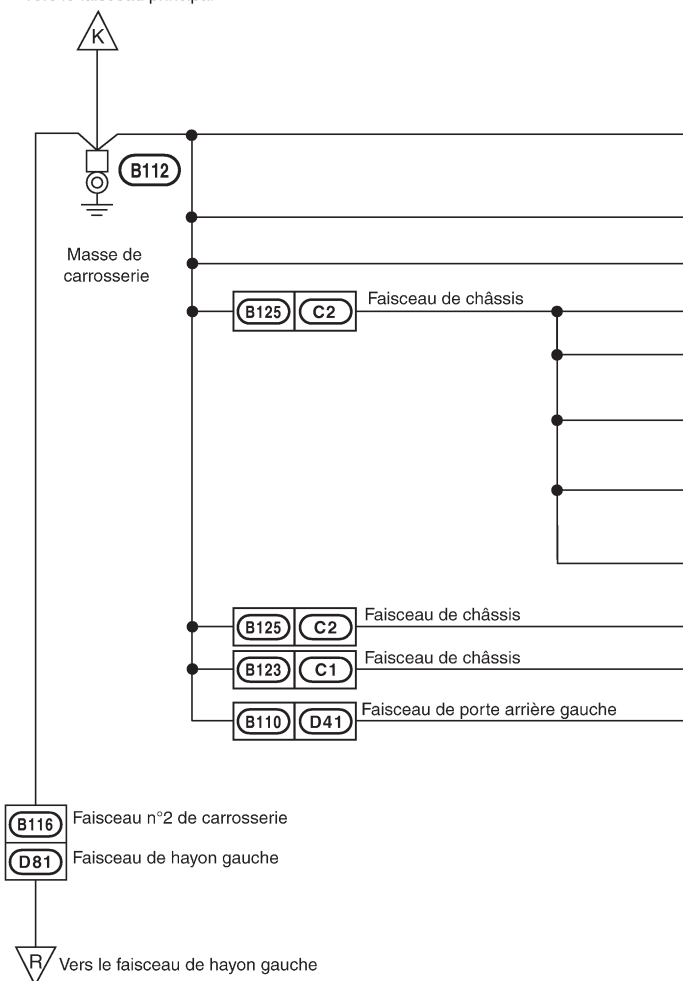 K
B112
Masse de
carrosserie
B125 C2 Faisceau de châssis
B125 C2 Faisceau de châssis
B123 C1 Faisceau de châssis
B110 D41 Faisceau de porte arrière gauche
B116 Faisceau n°2 de carrosserie
D81 Faisceau de hayon gauche
R Vers le faisceau de hayon gauche